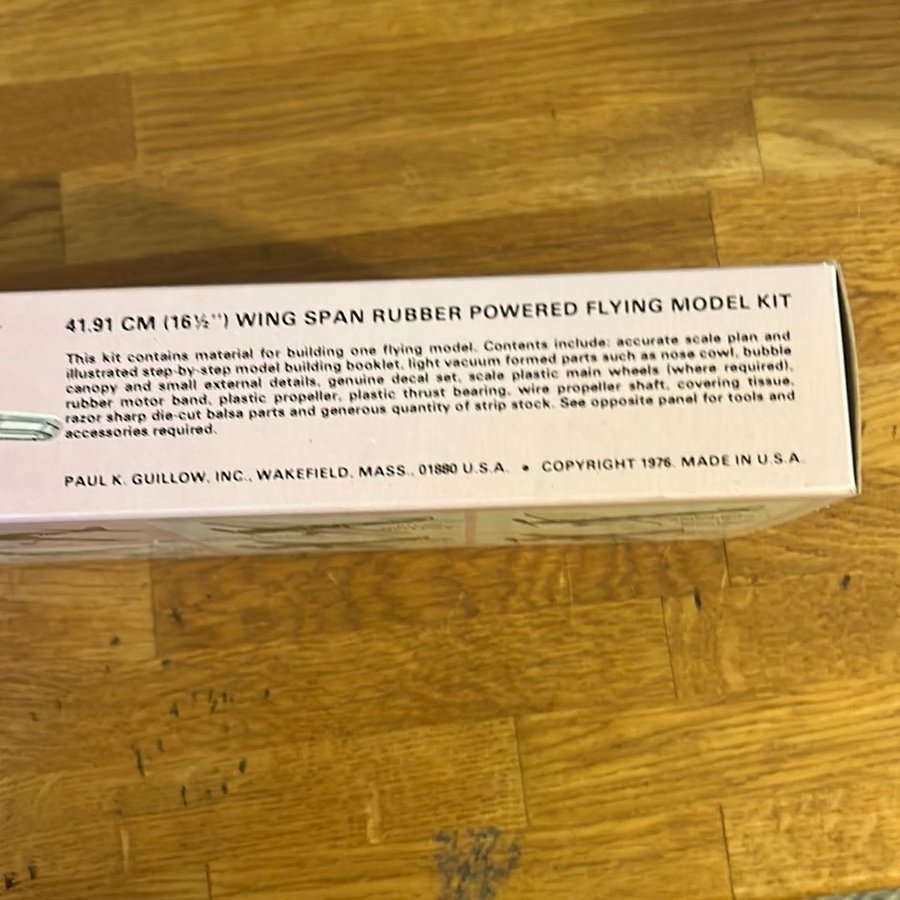 41.91 CM (16½") WING SPAN RUBBER POWERED FLYING MODEL KIT
This kit contains material for building one flying model. Contents include: accurate scale plan and
illustrated step-by-step model building booklet, light vacuum formed parts such as nose cowl, bubble
canopy and small external details, genuine decal set, scale plastic main wheels (where required),
rubber motor band, plastic propeller, plastic thrust bearing, wire propeller shaft, covering tissue,
razor sharp die-cut balsa parts and generous quantity of strip stock. See opposite panel for tools and
accessories required.
PAUL K. GUILLOW, INC., WAKEFIELD, MASS., 01880 U.S.A. • COPYRIGHT 1976. MADE IN U.S.A.